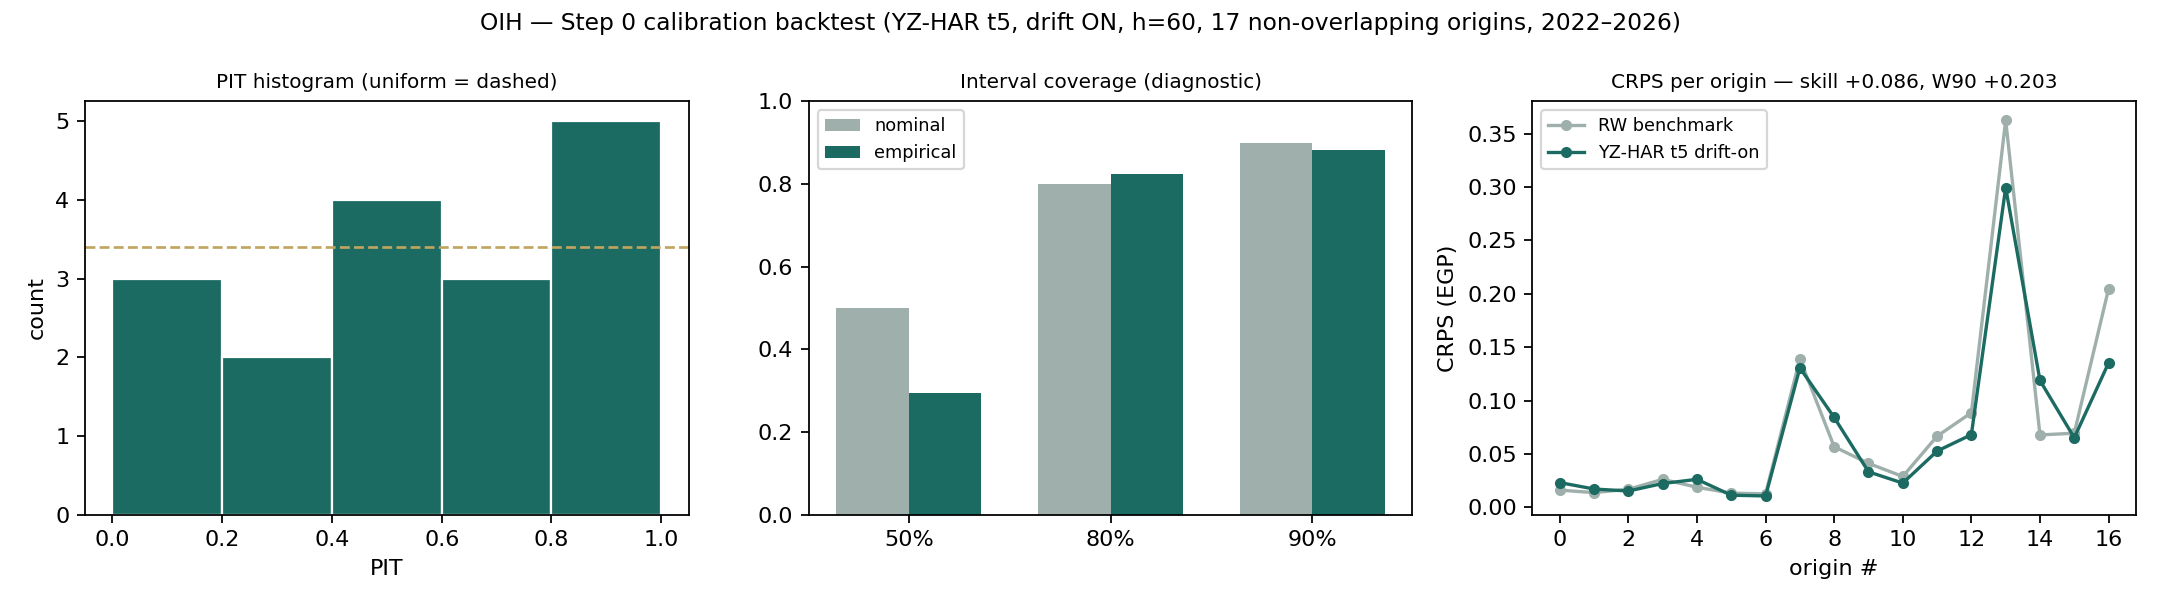 OIH — Step 0 calibration backtest (YZ-HAR t5, drift ON, h=60, 17 non-overlapping origins, 2022–2026)
PIT histogram (uniform = dashed)
5
4
3
2
1
0
count
0.0 0.2 0.4 0.6 0.8 1.0
PIT
Interval coverage (diagnostic)
nominal
empirical
1.0
0.8
0.6
0.4
0.2
0.0
50% 80% 90%
CRPS per origin — skill +0.086, W90 +0.203
RW benchmark
YZ-HAR t5 drift-on
0.35
0.30
0.25
0.20
0.15
0.10
0.05
0.00
CRPS (EGP)
0 2 4 6 8 10 12 14 16
origin #